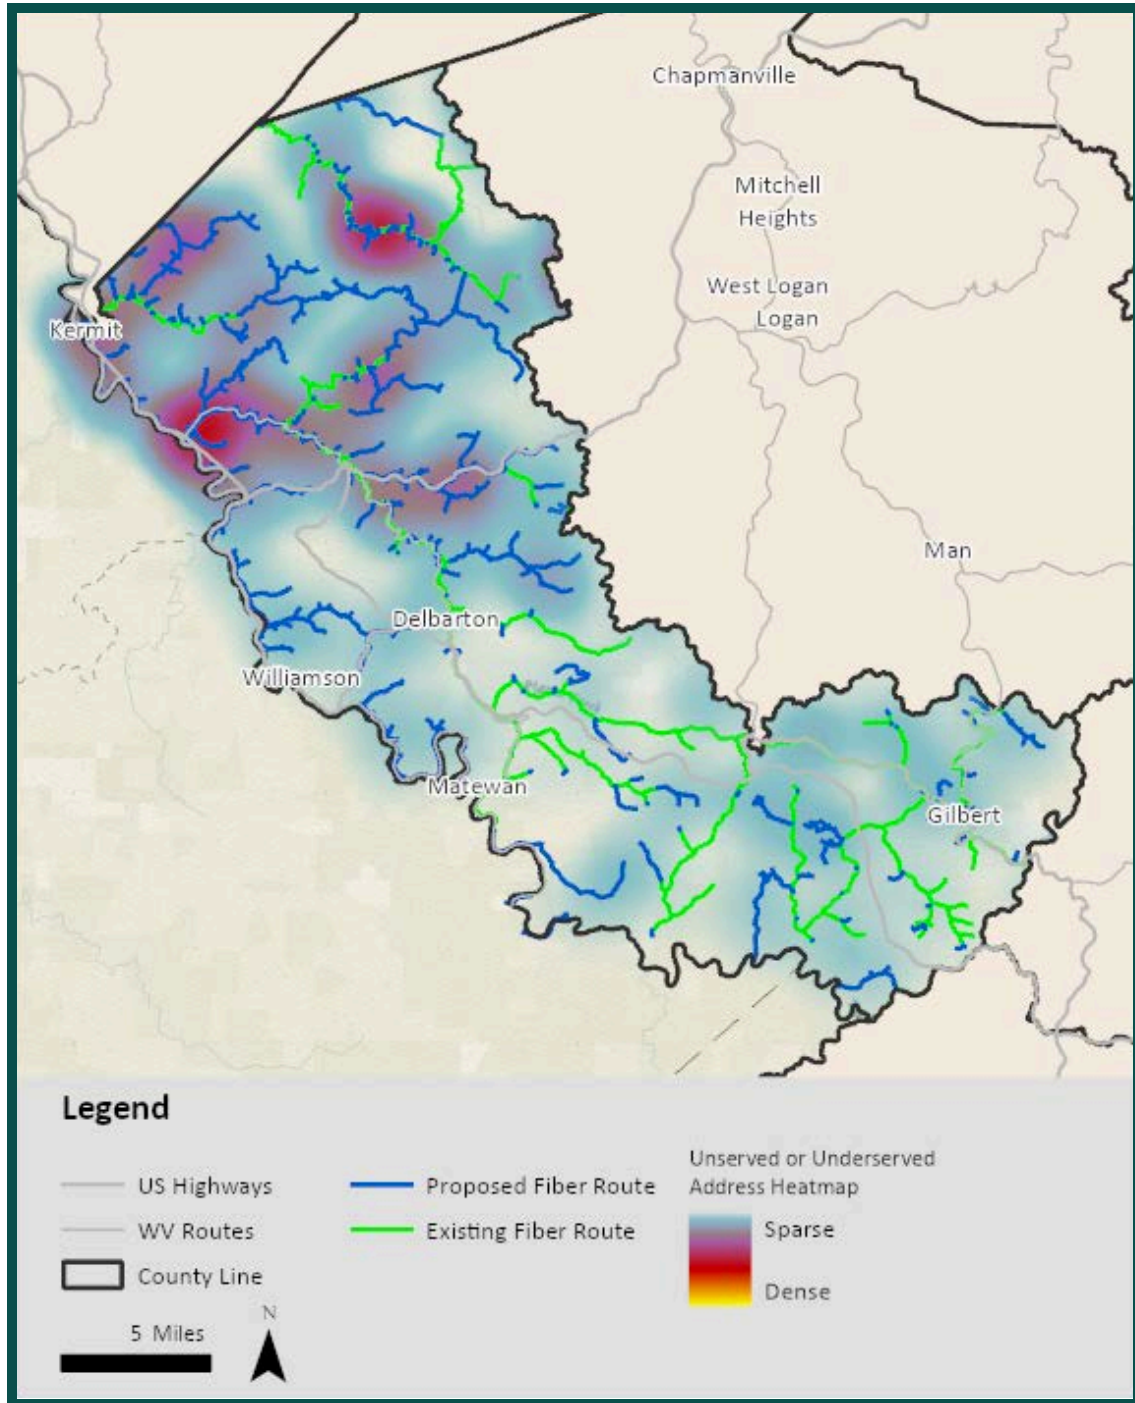 Chapmanville
Mitchell
Heights
West Logan
Logan
Kermit
Man
Delbarton
Williamson
Matewan
Gilbert
Legend
US Highways
WV Routes
County Line
5 Miles
N
Proposed Fiber Route
Existing Fiber Route
Unserved or Underserved
Address Heatmap
Sparse
Dense